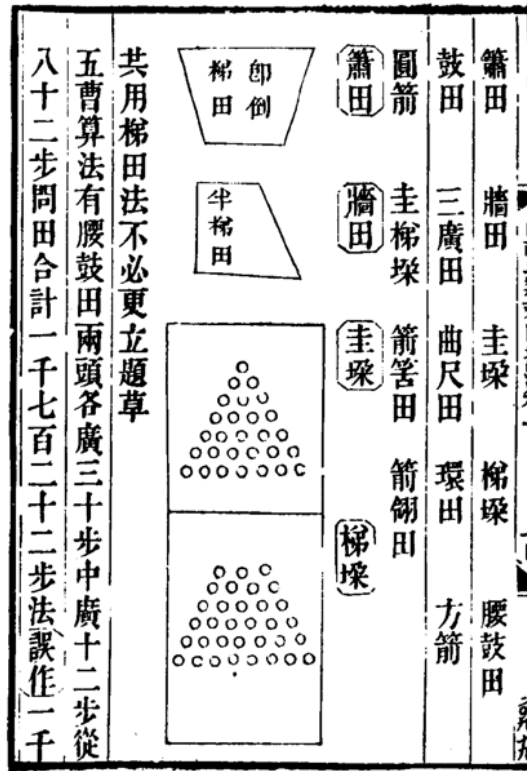 簫田 牆田 圭垜 梯垜 腰鼓田
鼓田 三廣田 曲尺田 環田 方箭
圓箭 圭梯垜 箭筈田 箭翎田
簫田 牆田 圭垜 梯垜
即倒
梯田
半梯田
共用梯田法不必更立題草
五曹算法有腰鼓田兩頭各廣三十步中廣十二步從
八十二步問田合計一千七百二十二步法誤作一千